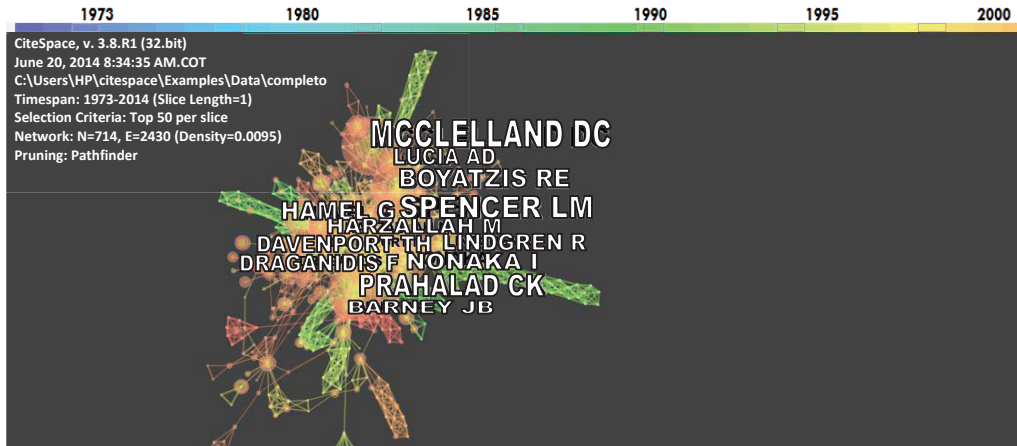 1973 1980 1985 1990 1995 2000
CiteSpace, v. 3.8.R1 (32.bit)
June 20, 2014 8:34:35 AM.COT
C:\Users\HP\citespace\Examples\Data\completo
Timespan: 1973-2014 (Slice Length=1)
Selection Criteria: Top 50 per slice
Network: N=714, E=2430 (Density=0.0095)
Pruning: Pathfinder
MCCLELLAND DC
LUCIA AD
BOYATZIS RE
HAMEL G SPENCER LM
HARZALLAH M
DAVENPORT TH LINDGREN R
DRAGANIDIS F NONAKA I
PRAHALAD CK
BARNEY JB